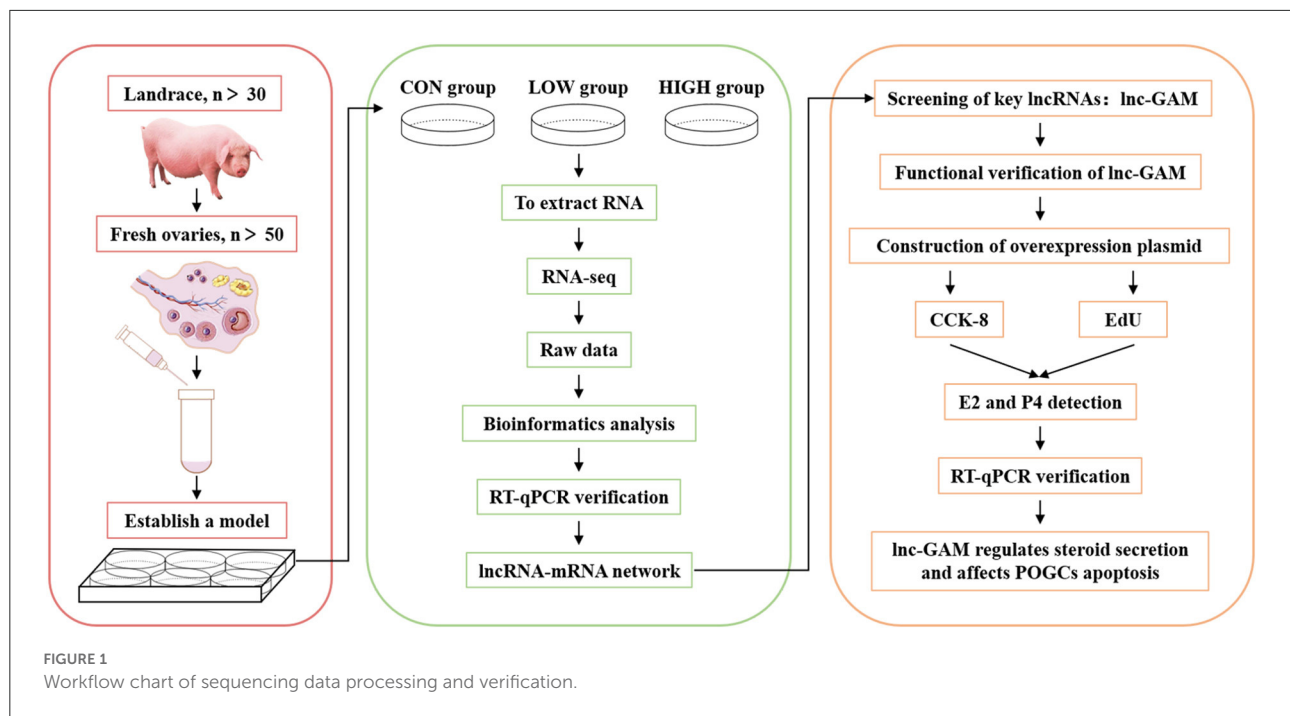 Landrace, n > 30
Fresh ovaries, n > 50
Establish a model
CON group
LOW group
HIGH group
To extract RNA
RNA-seq
Raw data
Bioinformatics analysis
RT-qPCR verification
lncRNA-mRNA network
Screening of key lncRNAs：lnc-GAM
Functional verification of lnc-GAM
Construction of overexpression plasmid
CCK-8
EdU
E2 and P4 detection
RT-qPCR verification
lnc-GAM regulates steroid secretion
and affects POGCs apoptosis
FIGURE 1
Workflow chart of sequencing data processing and verification.